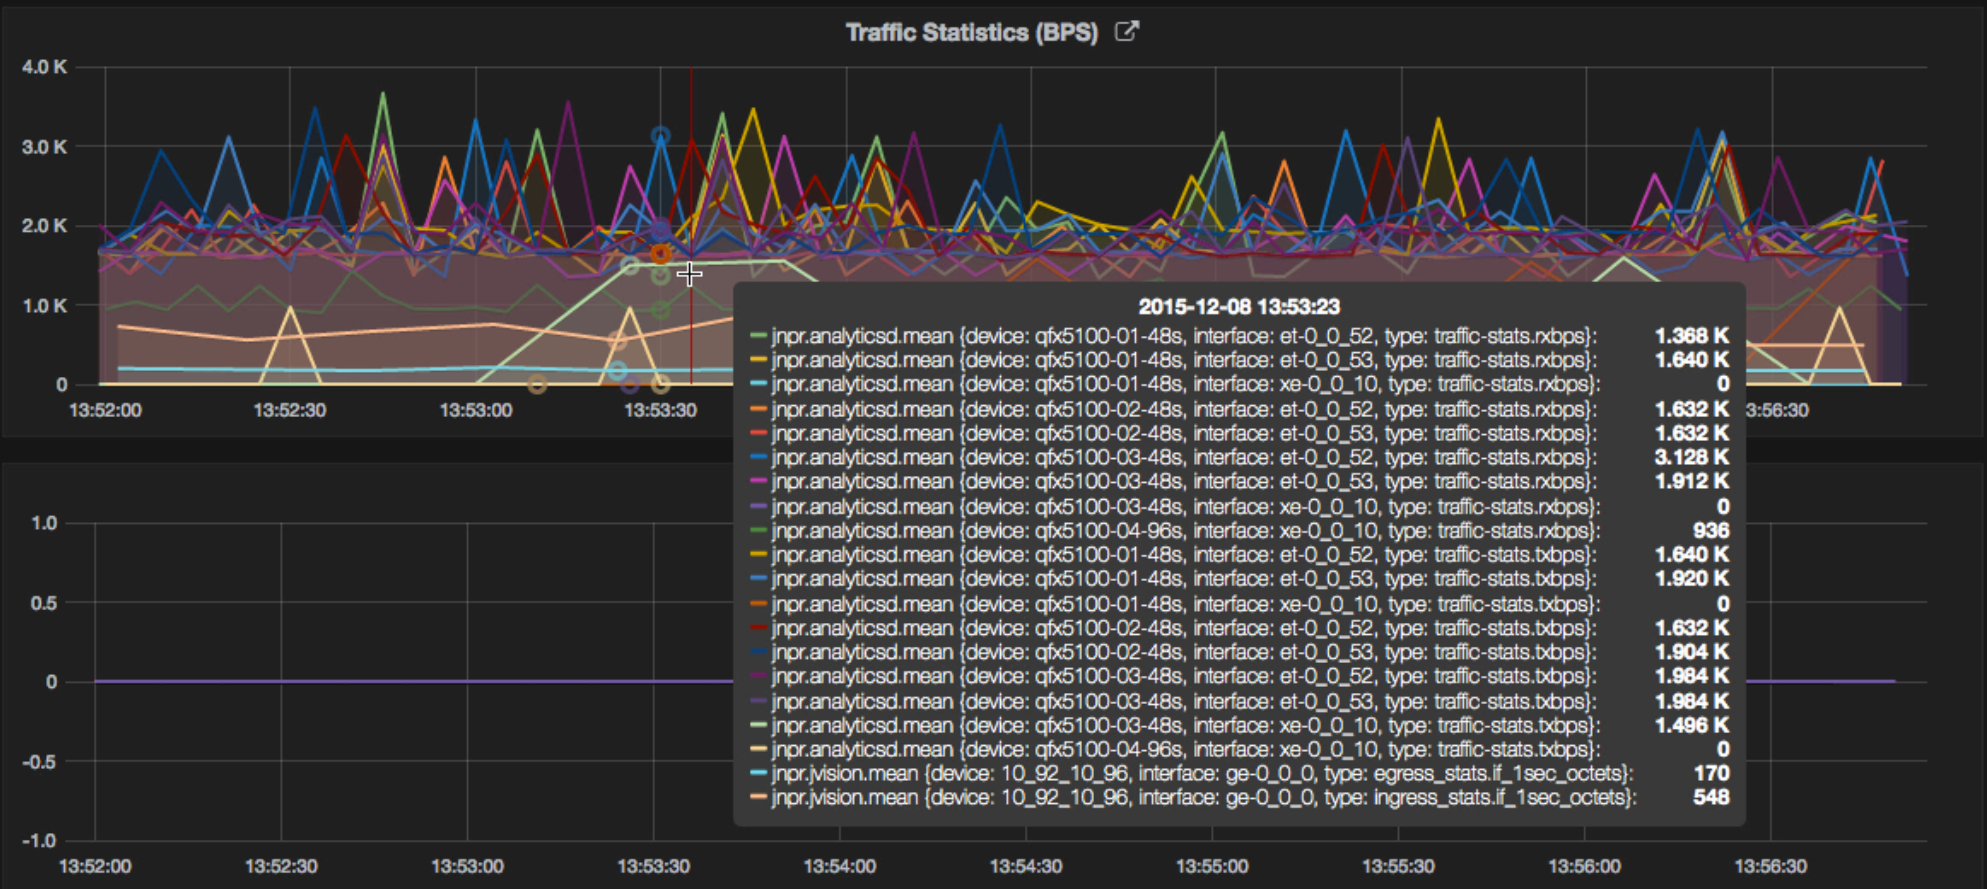 Traffic Statistics (BPS)
4.0 K
3.0 K
2.0 K
1.0 K
0
13:52:00 13:52:30 13:53:00 13:53:30 3:56:30
2015-12-08 13:53:23
jnpr.analyticsd.mean {device: qfx5100-01-48s, interface: et-0_0_52, type: traffic-stats.rxbps}: 1.368 K
jnpr.analyticsd.mean {device: qfx5100-01-48s, interface: et-0_0_53, type: traffic-stats.rxbps}: 1.640 K
jnpr.analyticsd.mean {device: qfx5100-01-48s, interface: xe-0_0_10, type: traffic-stats.rxbps}: 0
jnpr.analyticsd.mean {device: qfx5100-02-48s, interface: et-0_0_52, type: traffic-stats.rxbps}: 1.632 K
jnpr.analyticsd.mean {device: qfx5100-02-48s, interface: et-0_0_53, type: traffic-stats.rxbps}: 1.632 K
jnpr.analyticsd.mean {device: qfx5100-03-48s, interface: et-0_0_52, type: traffic-stats.rxbps}: 3.128 K
jnpr.analyticsd.mean {device: qfx5100-03-48s, interface: et-0_0_53, type: traffic-stats.rxbps}: 1.912 K
jnpr.analyticsd.mean {device: qfx5100-03-48s, interface: xe-0_0_10, type: traffic-stats.rxbps}: 0
jnpr.analyticsd.mean {device: qfx5100-04-96s, interface: xe-0_0_10, type: traffic-stats.rxbps}: 936
jnpr.analyticsd.mean {device: qfx5100-01-48s, interface: et-0_0_52, type: traffic-stats.txbps}: 1.640 K
jnpr.analyticsd.mean {device: qfx5100-01-48s, interface: et-0_0_53, type: traffic-stats.txbps}: 1.920 K
jnpr.analyticsd.mean {device: qfx5100-01-48s, interface: xe-0_0_10, type: traffic-stats.txbps}: 0
jnpr.analyticsd.mean {device: qfx5100-02-48s, interface: et-0_0_52, type: traffic-stats.txbps}: 1.632 K
jnpr.analyticsd.mean {device: qfx5100-02-48s, interface: et-0_0_53, type: traffic-stats.txbps}: 1.904 K
jnpr.analyticsd.mean {device: qfx5100-03-48s, interface: et-0_0_52, type: traffic-stats.txbps}: 1.984 K
jnpr.analyticsd.mean {device: qfx5100-03-48s, interface: et-0_0_53, type: traffic-stats.txbps}: 1.984 K
jnpr.analyticsd.mean {device: qfx5100-03-48s, interface: xe-0_0_10, type: traffic-stats.txbps}: 1.496 K
jnpr.analyticsd.mean {device: qfx5100-04-96s, interface: xe-0_0_10, type: traffic-stats.txbps}: 0
jnpr.jvision.mean {device: 10_92_10_96, interface: ge-0_0_0, type: egress_stats.if_1sec_octets}: 170
jnpr.jvision.mean {device: 10_92_10_96, interface: ge-0_0_0, type: ingress_stats.if_1sec_octets}: 548
1.0
0.5
0
-0.5
-1.0
13:52:00 13:52:30 13:53:00 13:53:30 13:54:00 13:54:30 13:55:00 13:55:30 13:56:00 13:56:30